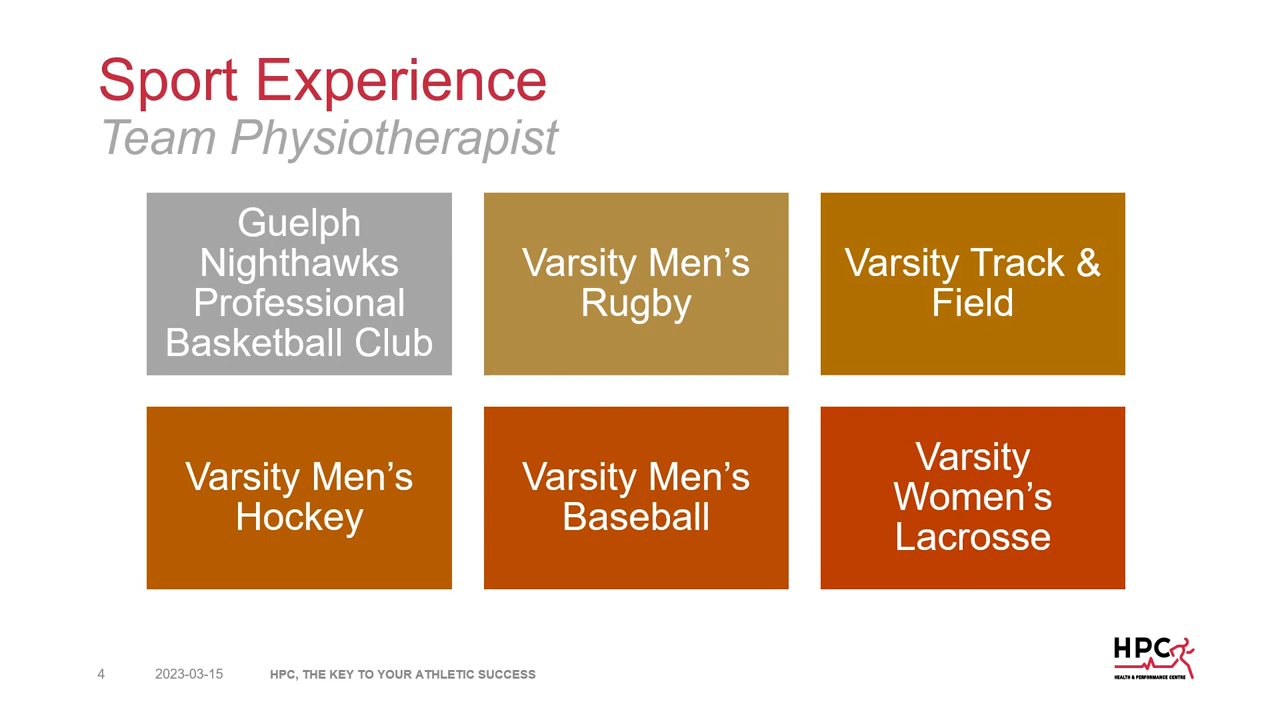 Sport Experience
Team Physiotherapist
Guelph
Nighthawks
Professional
Basketball Club
Varsity Men’s
Rugby
Varsity Track &
Field
Varsity Men’s
Hockey
Varsity Men’s
Baseball
Varsity
Women’s
Lacrosse
4 2023-03-15 HPC, THE KEY TO YOUR ATHLETIC SUCCESS
HPC
HEALTH & PERFORMANCE CENTRE